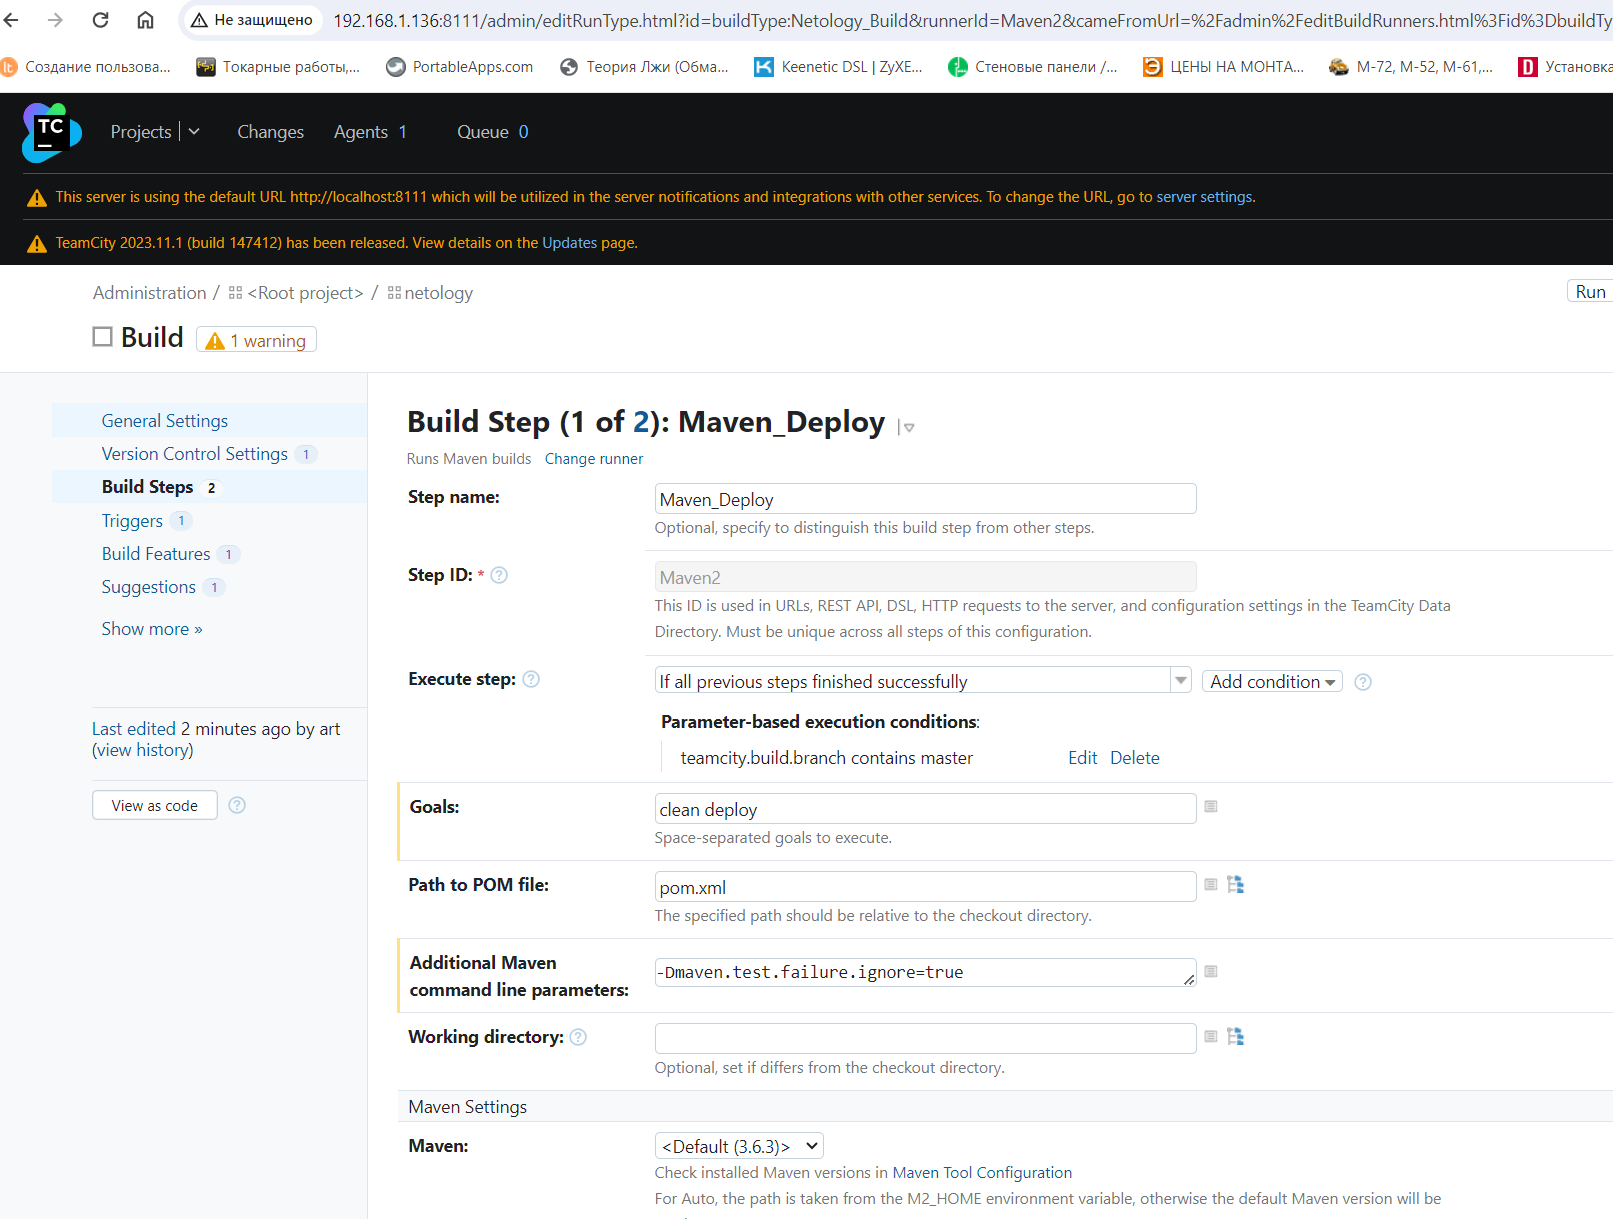 Не защищено
192.168.1.136:8111/admin/editRunType.html?id=buildType:Netology_Build&runnerId=Maven2&cameFromUrl=%2Fadmin%2FeditBuildRunners.html%3Fid%3DbuildTy
lt Создание пользова... Токарные работы,... PortableApps.com Теория Лжи (Обма... Keenetic DSL | ZyXE... Стеновые панели /... ЦЕНЫ НА МОНТА... М-72, М-52, М-61,... Установка
TC Projects Changes Agents 1 Queue 0
This server is using the default URL http://localhost:8111 which will be utilized in the server notifications and integrations with other services. To change the URL, go to server settings.
TeamCity 2023.11.1 (build 147412) has been released. View details on the Updates page.
Administration / <Root project> / netology
Run
Build 1 warning
General Settings
Version Control Settings 1
Build Steps 2
Triggers 1
Build Features 1
Suggestions 1
Show more »
Last edited 2 minutes ago by art
(view history)
View as code ?
Build Step (1 of 2): Maven_Deploy
Runs Maven builds Change runner
Step name: Maven_Deploy
Optional, specify to distinguish this build step from other steps.
Step ID: * ? Maven2
This ID is used in URLs, REST API, DSL, HTTP requests to the server, and configuration settings in the TeamCity Data
Directory. Must be unique across all steps of this configuration.
Execute step: ? If all previous steps finished successfully Add condition ?
Parameter-based execution conditions:
teamcity.build.branch contains master Edit Delete
Goals: clean deploy
Space-separated goals to execute.
Path to POM file: pom.xml
The specified path should be relative to the checkout directory.
Additional Maven
command line parameters: -Dmaven.test.failure.ignore=true
Working directory: ?
Optional, set if differs from the checkout directory.
Maven Settings
Maven: <Default (3.6.3)>
Check installed Maven versions in Maven Tool Configuration
For Auto, the path is taken from the M2_HOME environment variable, otherwise the default Maven version will be